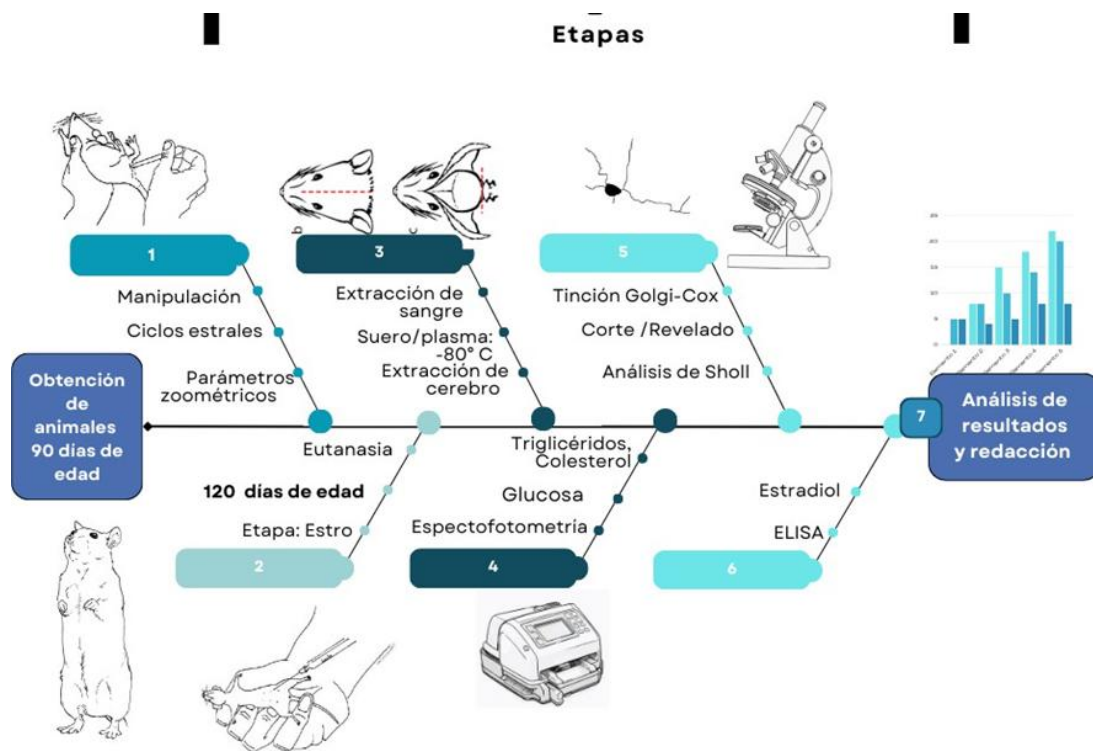 Etapas
b
c
1
Manipulación
Ciclos estrales
Parámetros
zoométricos
3
Extracción de
sangre
Suero/plasma:
-80° C
Extracción de
cerebro
5
Tinción Golgi-Cox
Corte /Revelado
Análisis de Sholl
Obtención
de
animales
90 días de
edad
Eutanasia
120 días de edad
Etapa: Estro
2
Triglicéridos,
Colesterol
Glucosa
Espectofotometría
4
Estradiol
ELISA
6
7
Análisis de
resultados
y redacción